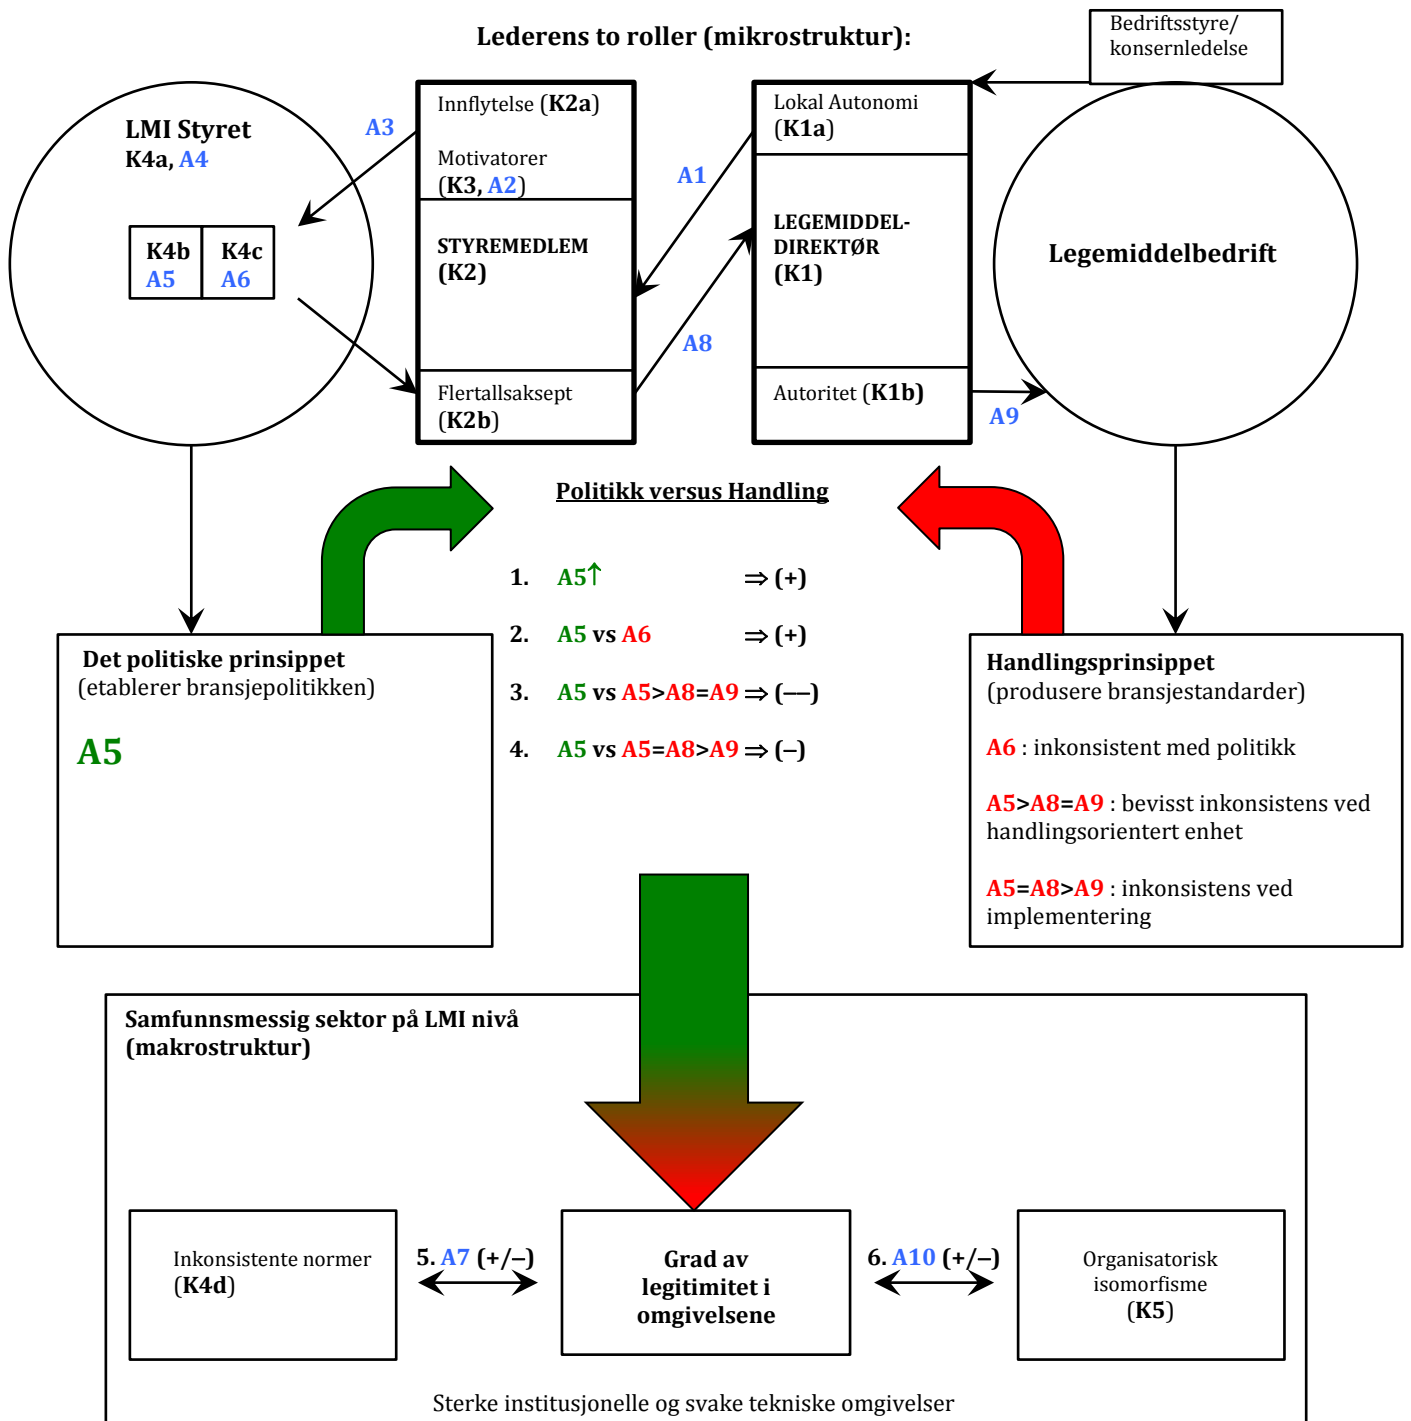 Lederens to roller (mikrostruktur):
Bedriftsstyre/
konsernledelse
LMI Styret
K4a, A4
K4b
A5
K4c
A6
A3
Innflytelse (K2a)
Motivatorer
(K3, A2)
STYREMEDLEM
(K2)
Flertallsaksept
(K2b)
A1
A8
Lokal Autonomi
(K1a)
LEGEMIDDEL-
DIREKTØR
(K1)
Autoritet (K1b)
A9
Legemiddelbedrift
Politikk versus Handling
1. A5↑ ⇒ (+)
2. A5 vs A6 ⇒ (+)
3. A5 vs A5>A8=A9 ⇒ (––)
4. A5 vs A5=A8>A9 ⇒ (–)
Det politiske prinsippet
(etablerer bransjepolitikken)
A5
Handlingsprinsippet
(produsere bransjestandarder)
A6 : inkonsistent med politikk
A5>A8=A9 : bevisst inkonsistens ved
handlingsorientert enhet
A5=A8>A9 : inkonsistens ved
implementering
Samfunnsmessig sektor på LMI nivå
(makrostruktur)
Inkonsistente normer
(K4d)
5. A7 (+/–)
Grad av
legitimitet i
omgivelsene
6. A10 (+/–)
Organisatorisk
isomorfisme
(K5)
Sterke institusjonelle og svake tekniske omgivelser